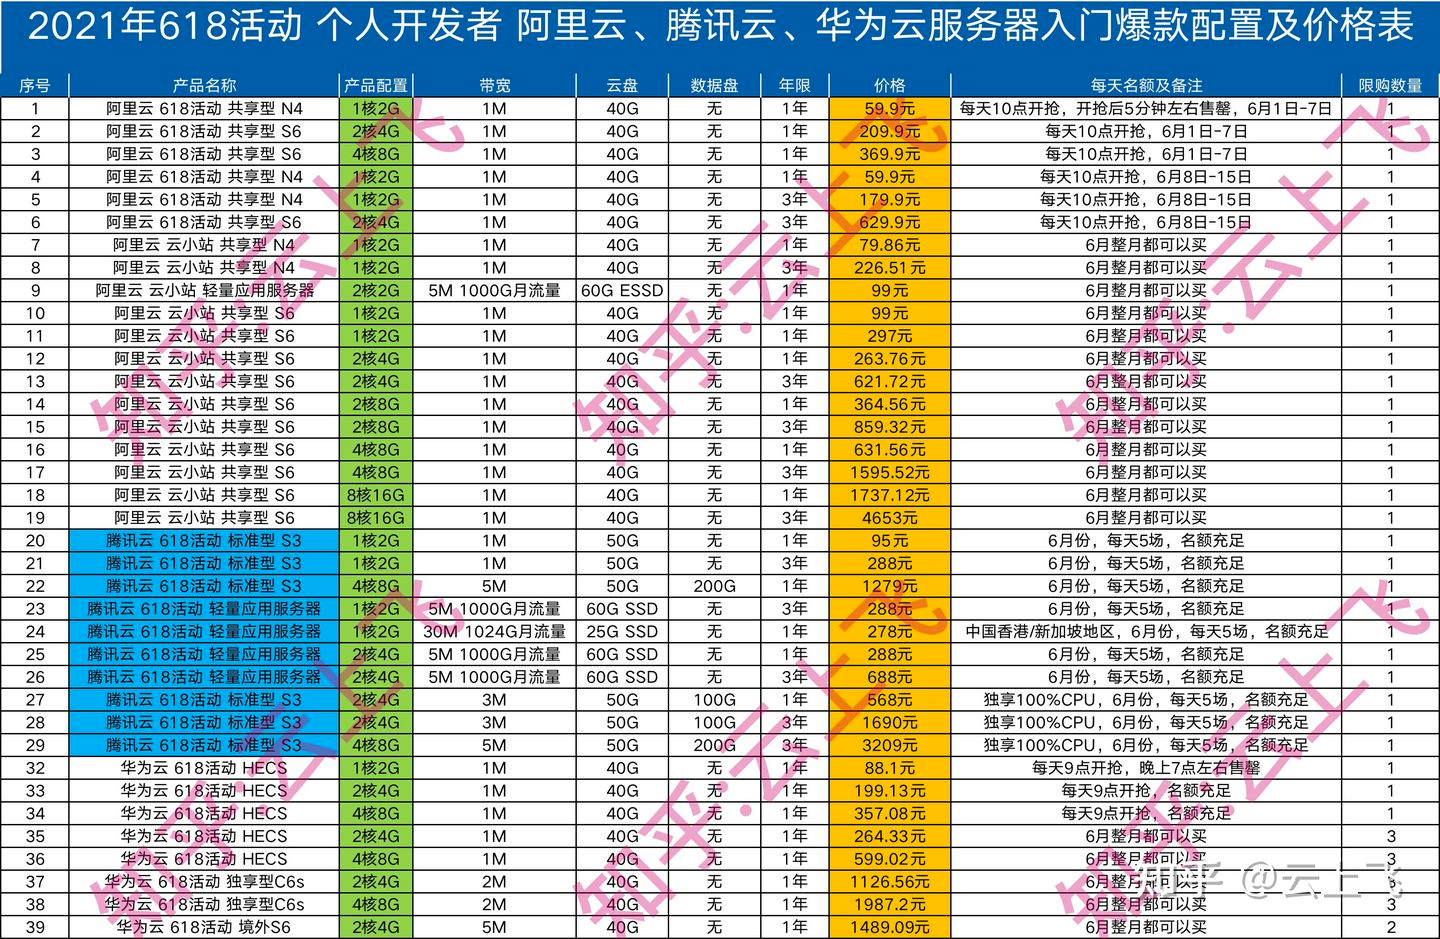 2021年618活动 个人开发者 阿里云、腾讯云、华为云服务器入门爆款配置及价格表
序号 产品名称 产品配置 带宽 云盘 数据盘 年限 价格 每天名额及备注 限购数量
1 阿里云 618活动 共享型 N4 1核2G 1M 40G 无 1年 59.9元 每天10点开抢，开抢后5分钟左右售罄，6月1日-7日 1
2 阿里云 618活动 共享型 S6 2核4G 1M 40G 无 1年 209.9元 每天10点开抢，6月1日-7日 1
3 阿里云 618活动 共享型 S6 4核8G 1M 40G 无 1年 369.9元 每天10点开抢，6月1日-7日 1
4 阿里云 618活动 共享型 N4 1核2G 1M 40G 无 1年 59.9元 每天10点开抢，6月8日-15日 1
5 阿里云 618活动 共享型 N4 1核2G 1M 40G 无 3年 179.9元 每天10点开抢，6月8日-15日 1
6 阿里云 618活动 共享型 S6 2核4G 1M 40G 无 3年 629.9元 每天10点开抢，6月8日-15日 1
7 阿里云 云小站 共享型 N4 1核2G 1M 40G 无 1年 79.86元 6月整月都可以买 1
8 阿里云 云小站 共享型 N4 1核2G 1M 40G 无 3年 226.51元 6月整月都可以买 1
9 阿里云 云小站 轻量应用服务器 2核2G 5M 1000G月流量 60G ESSD 无 1年 99元 6月整月都可以买 1
10 阿里云 云小站 共享型 S6 1核2G 1M 40G 无 1年 99元 6月整月都可以买 1
11 阿里云 云小站 共享型 S6 1核2G 1M 40G 无 1年 297元 6月整月都可以买 1
12 阿里云 云小站 共享型 S6 2核4G 1M 40G 无 1年 263.76元 6月整月都可以买 1
13 阿里云 云小站 共享型 S6 2核4G 1M 40G 无 3年 621.72元 6月整月都可以买 1
14 阿里云 云小站 共享型 S6 2核8G 1M 40G 无 1年 364.56元 6月整月都可以买 1
15 阿里云 云小站 共享型 S6 2核8G 1M 40G 无 3年 859.32元 6月整月都可以买 1
16 阿里云 云小站 共享型 S6 4核8G 1M 40G 无 1年 631.56元 6月整月都可以买 1
17 阿里云 云小站 共享型 S6 4核8G 1M 40G 无 3年 1595.52元 6月整月都可以买 1
18 阿里云 云小站 共享型 S6 8核16G 1M 40G 无 1年 1737.12元 6月整月都可以买 1
19 阿里云 云小站 共享型 S6 8核16G 1M 40G 无 3年 4653元 6月整月都可以买 1
20 腾讯云 618活动 标准型 S3 1核2G 1M 50G 无 1年 95元 6月份，每天5场，名额充足 1
21 腾讯云 618活动 标准型 S3 1核2G 1M 50G 无 3年 288元 6月份，每天5场，名额充足 1
22 腾讯云 618活动 标准型 S3 4核8G 5M 50G 200G 1年 1279元 6月份，每天5场，名额充足 1
23 腾讯云 618活动 轻量应用服务器 1核2G 5M 1000G月流量 60G SSD 无 3年 288元 6月份，每天5场，名额充足 1
24 腾讯云 618活动 轻量应用服务器 1核2G 30M 1024G月流量 25G SSD 无 1年 278元 中国香港/新加坡地区，6月份，每天5场，名额充足 1
25 腾讯云 618活动 轻量应用服务器 2核4G 5M 1000G月流量 60G SSD 无 1年 288元 6月份，每天5场，名额充足 1
26 腾讯云 618活动 轻量应用服务器 2核4G 5M 1000G月流量 60G SSD 无 3年 688元 6月份，每天5场，名额充足 1
27 腾讯云 618活动 标准型 S3 2核4G 3M 50G 100G 1年 568元 独享100%CPU，6月份，每天5场，名额充足 1
28 腾讯云 618活动 标准型 S3 2核4G 3M 50G 100G 3年 1690元 独享100%CPU，6月份，每天5场，名额充足 1
29 腾讯云 618活动 标准型 S3 4核8G 5M 50G 200G 3年 3209元 独享100%CPU，6月份，每天5场，名额充足 1
32 华为云 618活动 HECS 1核2G 1M 40G 无 1年 88.1元 每天9点开抢，晚上7点左右售罄 1
33 华为云 618活动 HECS 2核4G 1M 40G 无 1年 199.13元 每天9点开抢，名额充足 1
34 华为云 618活动 HECS 4核8G 1M 40G 无 1年 357.08元 每天9点开抢，名额充足 1
35 华为云 618活动 HECS 2核4G 1M 40G 无 1年 264.33元 6月整月都可以买 3
36 华为云 618活动 HECS 4核8G 1M 40G 无 1年 599.02元 6月整月都可以买 3
37 华为云 618活动 独享型C6s 2核4G 2M 40G 无 1年 1126.56元 6月整月都可以买 3
38 华为云 618活动 独享型C6s 4核8G 2M 40G 无 1年 1987.2元 6月整月都可以买 3
39 华为云 618活动 境外S6 2核4G 5M 40G 无 1年 1489.09元 6月整月都可以买 2
知乎:云上飞
知乎:云上飞
知乎:云上飞
知乎:云上飞
知乎:云上飞
知乎:云上飞
知乎 @云上飞